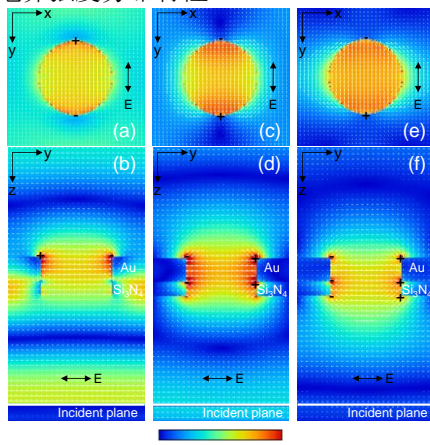 x x x
y y y
E E E
(a) (c) (e)
(b) (d) (f)
y y y
z z z
Au Au Au
Si₃N₄ Si₃N₄ Si₃N₄
E E E
Incident plane Incident plane Incident plane